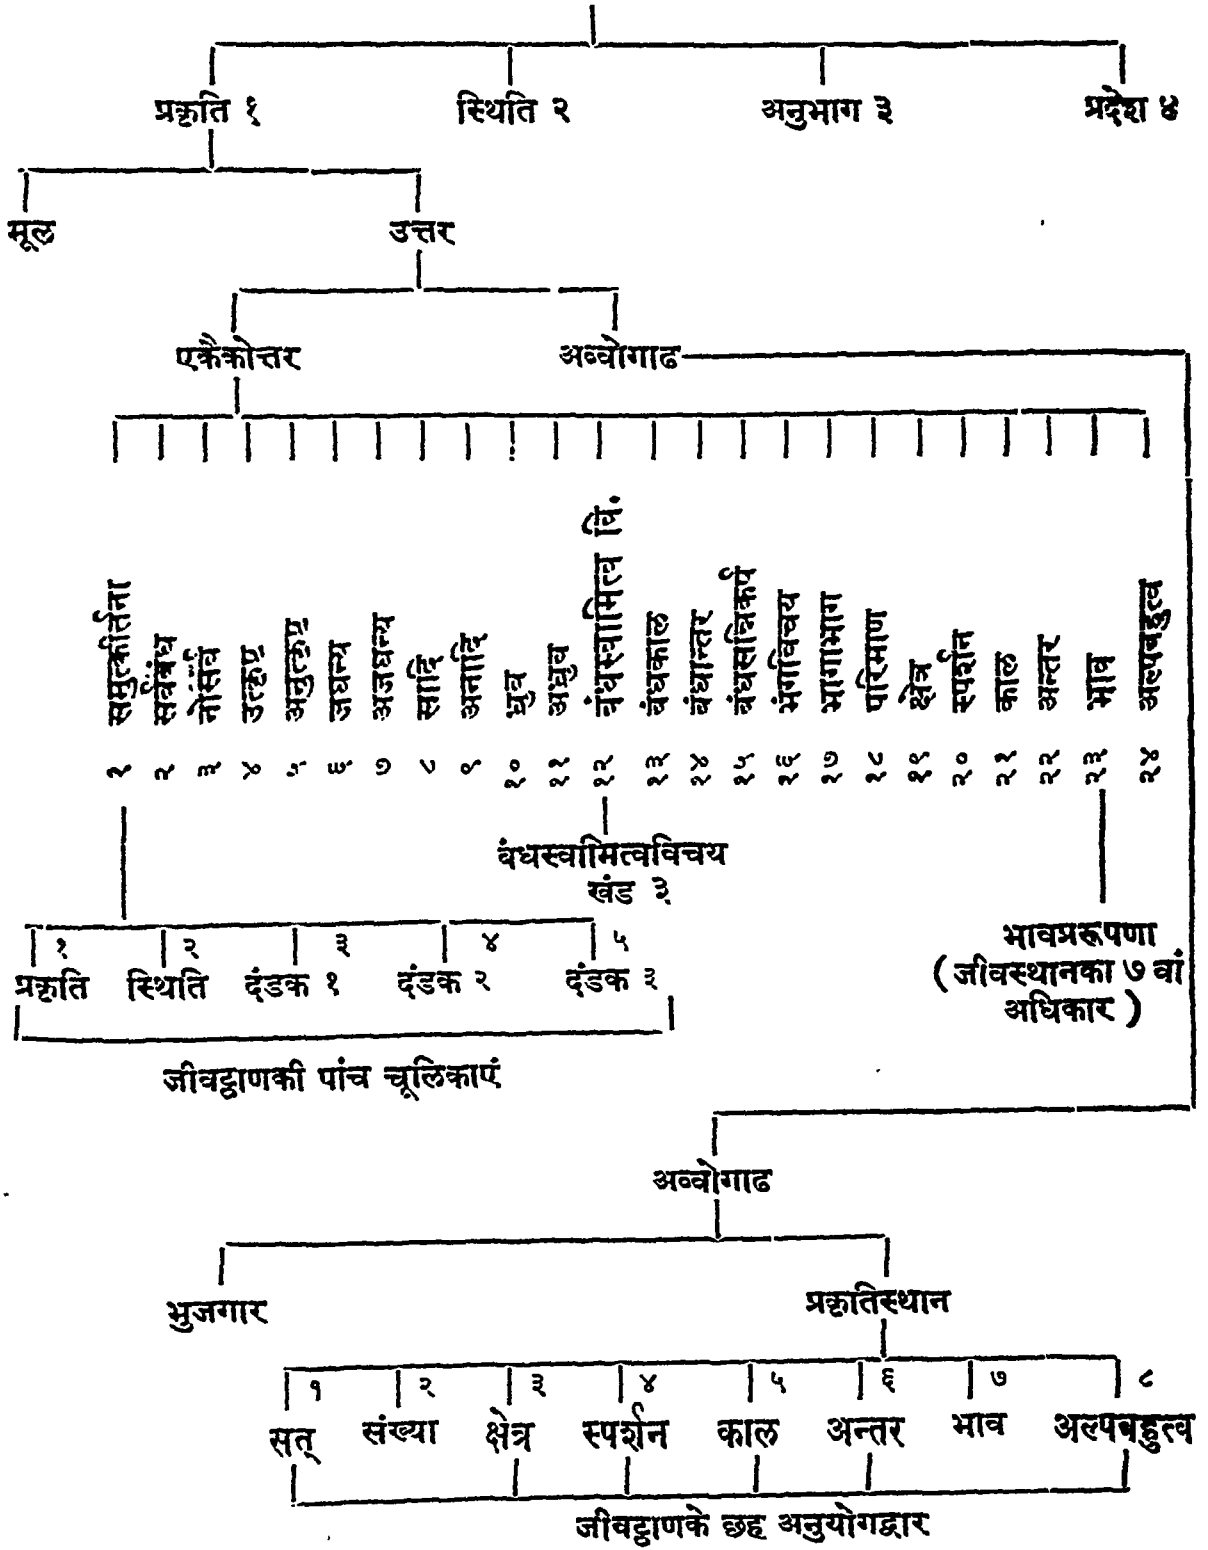 प्रकृति १ स्थिति २ अनुभाग ३ प्रदेश ४
मूल उत्तर
एकैकोत्तर अव्वोगाढ
समुत्कीर्तना १
सर्वबंध २
नोसर्व ३
उत्कृष्ट ४
अनुत्कृष्ट ५
जघन्य ६
अजघन्य ७
सादि ८
अनादि ९
ध्रुव १०
अध्रुव ११
बंधस्वामित्व वि. १२
बंधकाल १३
बंधान्तर १४
बंधसन्निकर्ष १५
भंगविचय १६
भागाभाग १७
परिमाण १८
क्षेत्र १९
स्पर्शन २०
काल २१
अन्तर २२
भाव २३
अल्पबहुत्व २४
बंधस्वामित्वविचय
खंड ३
१ २ ३ ४ ५
प्रकृति स्थिति दंडक १ दंडक २ दंडक ३
जीवट्ठाणकी पांच चूलिकाएं
भावप्ररूपणा
( जीवस्थानका ७ वां
अधिकार )
अव्वोगाढ
भुजगार प्रकृतिस्थान
१ २ ३ ४ ५ ६ ७ ८
सत् संख्या क्षेत्र स्पर्शन काल अन्तर भाव अल्पबहुत्व
जीवट्ठाणके छह अनुयोगद्वार